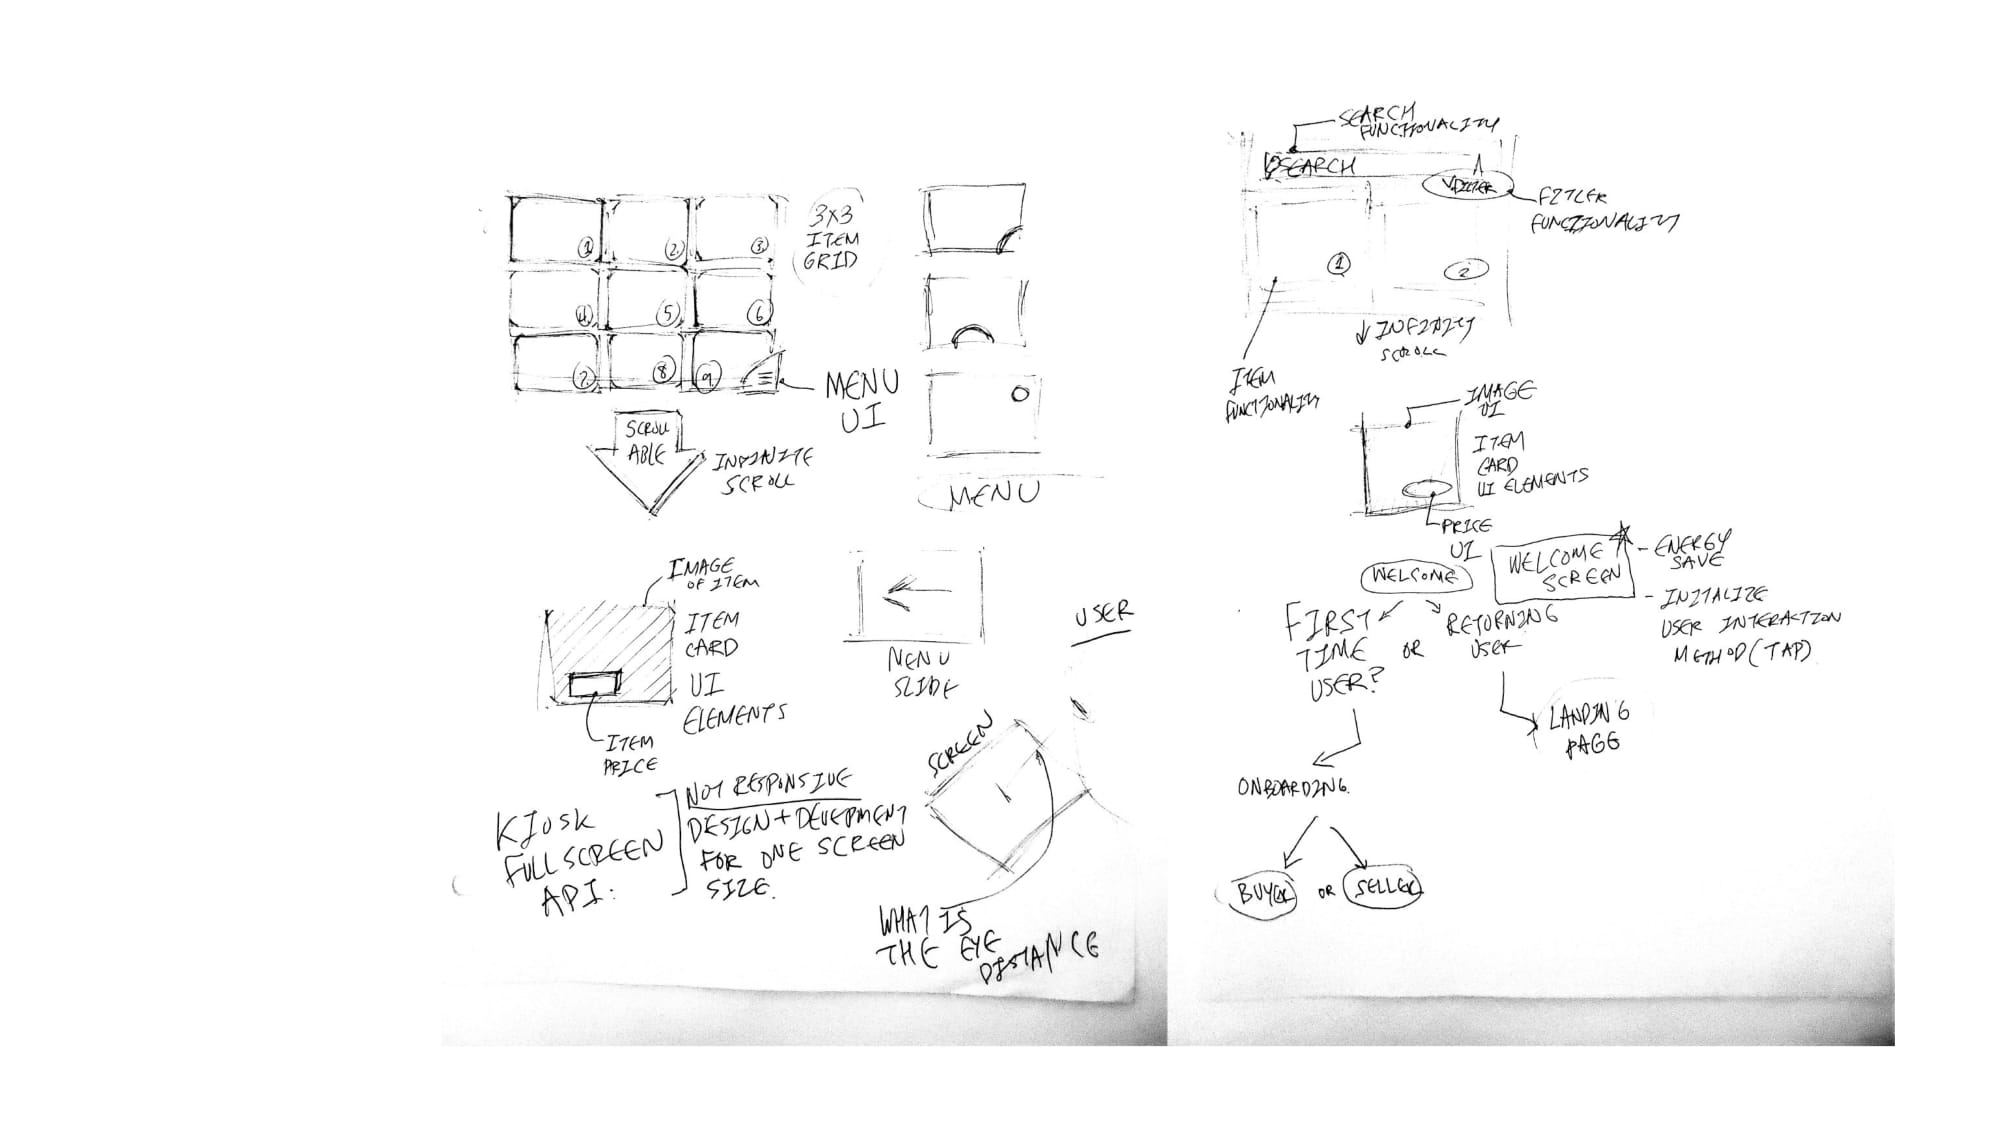 1
2
3
4
5
6
7
8
9
3X3
ITEM
GRID
MENU
UI
SCROLL
ABLE
INFINITE
SCROLL
MENU
IMAGE
OF ITEM
ITEM
CARD
UI
ELEMENTS
ITEM
PRICE
MENU
SLIDE
USER
SCREEN
KIOSK
FULLSCREEN
API:
NOT RESPONSIVE
DESIGN + DEVEPMENT
FOR ONE SCREEN
SIZE.
WHAT IS
THE EYE
DISTANCE
SEARCH
FUNCTIONALITY
SEARCH
FILTER
FILTER
FUNCTIONALITY
1
2
INFINITY
SCROLL
ITEM
FUNCTIONALITY
IMAGE
UI
ITEM
CARD
UI ELEMENTS
PRICE
UI
WELCOME
WELCOME
SCREEN
- ENERGY
SAVE
- INITALIZE
USER INTERACTION
METHOD (TAP)
FIRST
TIME
USER?
OR
RETURNING
USER
LANDING
PAGE
ONBOARDING.
BUYER
OR
SELLER